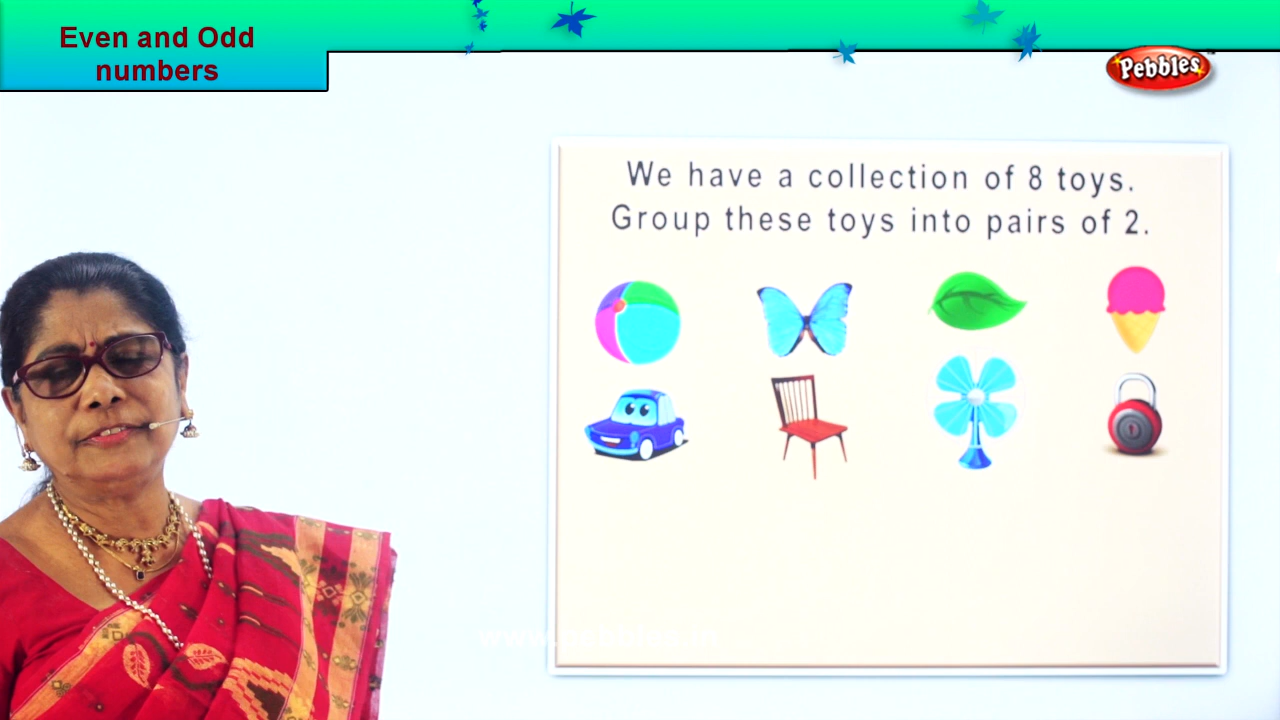 Even and Odd
numbers
Pebbles
We have a collection of 8 toys.
Group these toys into pairs of 2.